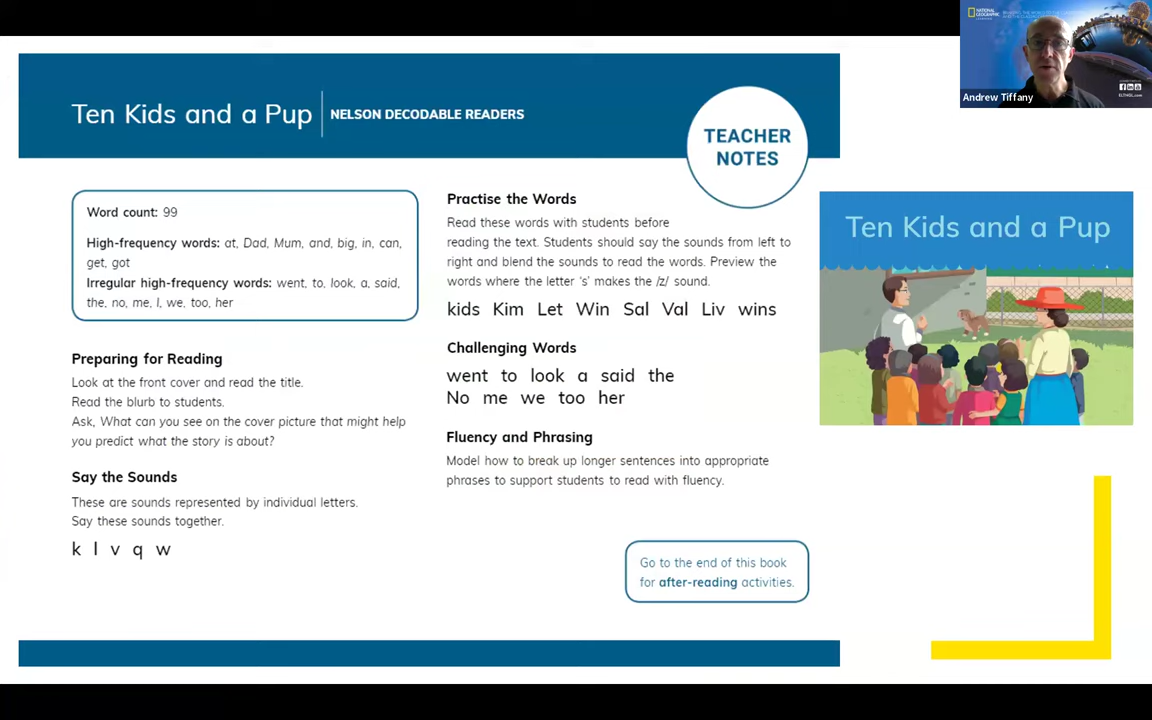 Ten Kids and a Pup
NELSON DECODABLE READERS
TEACHER
NOTES
Word count: 99
High-frequency words: at, Dad, Mum, and, big, in, can,
get, got
Irregular high-frequency words: went, to, look, a, said,
the, no, me, I, we, too, her
Preparing for Reading
Look at the front cover and read the title.
Read the blurb to students.
Ask, What can you see on the cover picture that might help
you predict what the story is about?
Say the Sounds
These are sounds represented by individual letters.
Say these sounds together.
k l v q w
Practise the Words
Read these words with students before
reading the text. Students should say the sounds from left to
right and blend the sounds to read the words. Preview the
words where the letter ‘s’ makes the /z/ sound.
kids Kim Let Win Sal Val Liv wins
Challenging Words
went to look a said the
No me we too her
Fluency and Phrasing
Model how to break up longer sentences into appropriate
phrases to support students to read with fluency.
Go to the end of this book
for after-reading activities.
Ten Kids and a Pup
NATIONAL
GEOGRAPHIC
LEARNING
ELTNGL.com
Andrew Tiffany